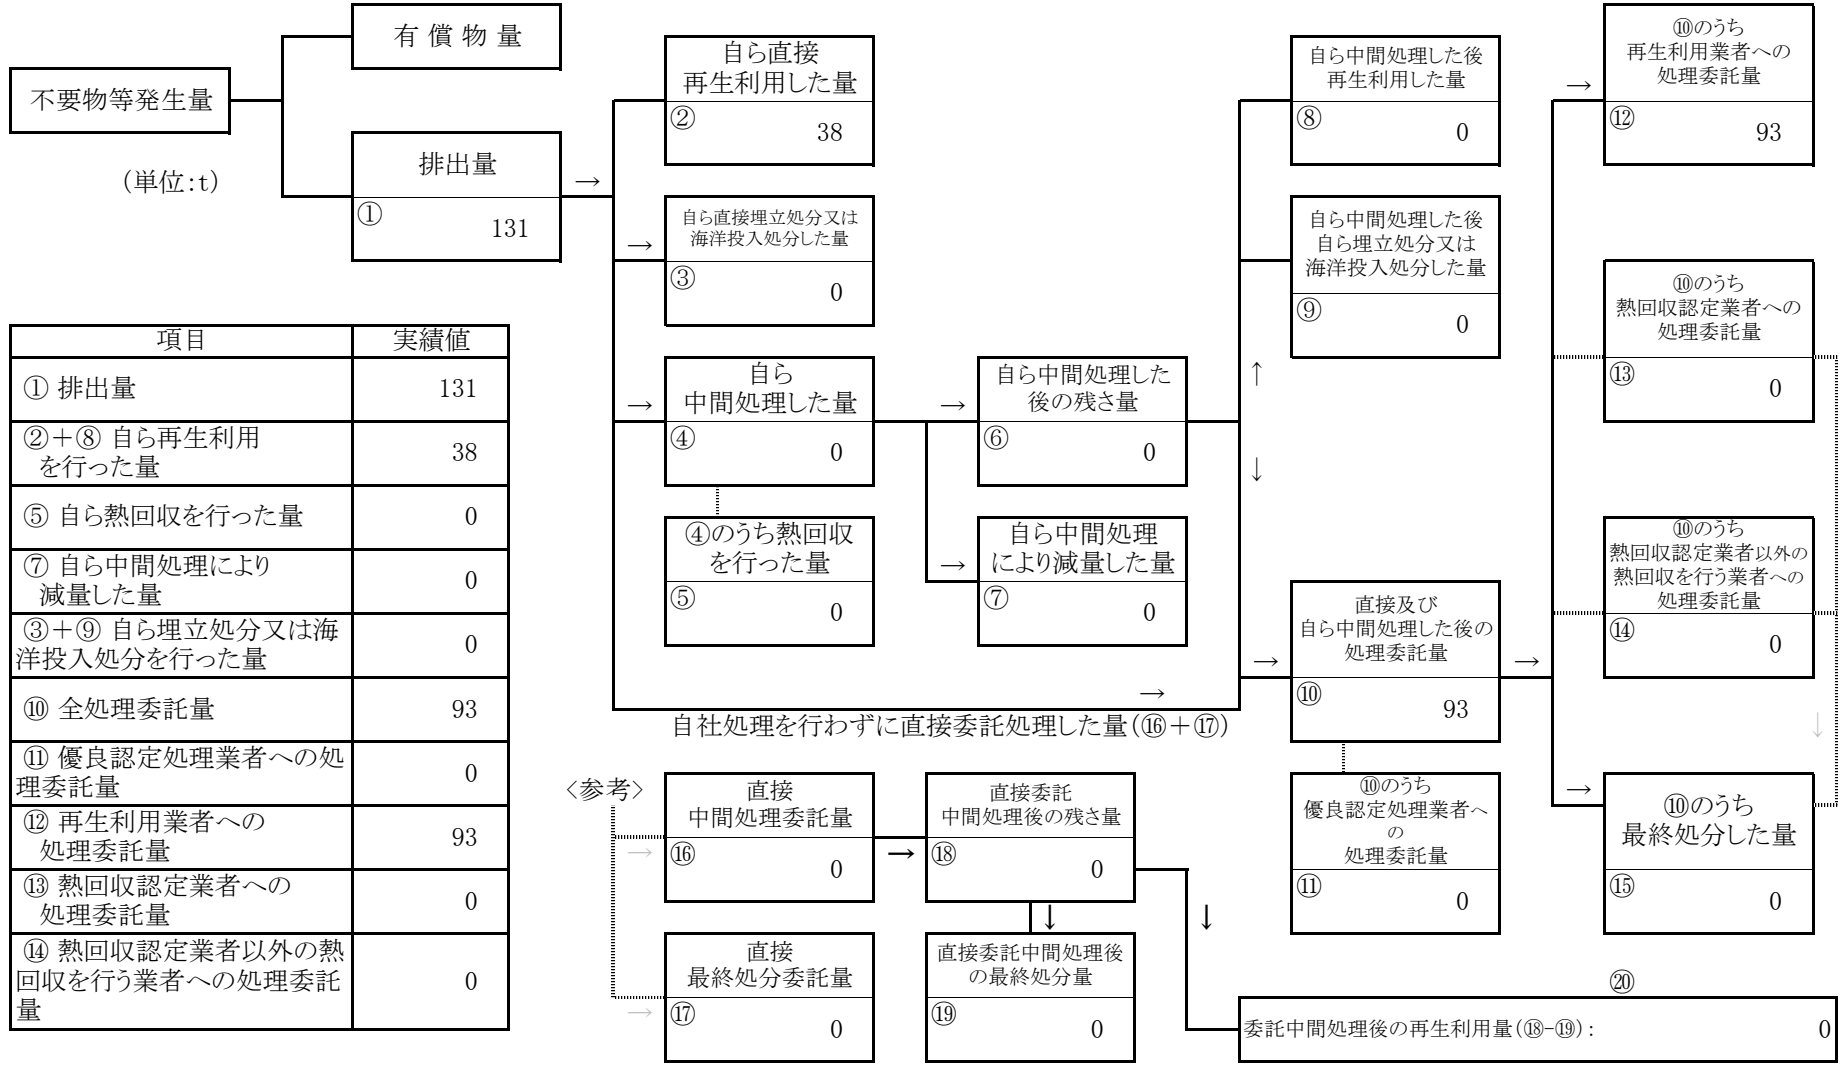 不要物等発生量
(単位:t)
有 償 物 量
排出量
①
131
→
自ら直接
再生利用した量
②
38
→
自ら直接埋立処分又は
海洋投入処分した量
③
0
→
自ら
中間処理した量
④
0
④のうち熱回収
を行った量
⑤
0
→
自ら中間処理した
後の残さ量
⑥
0
→
自ら中間処理
により減量した量
⑦
0
→
自社処理を行わずに直接委託処理した量(⑯+⑰)
↑
↓
自ら中間処理した後
再生利用した量
⑧
0
自ら中間処理した後
自ら埋立処分又は
海洋投入処分した量
⑨
0
→
直接及び
自ら中間処理した後の
処理委託量
⑩
93
⑩のうち
優良認定処理業者へ
の
処理委託量
⑪
0
→
→
⑩のうち
再生利用業者への
処理委託量
⑫
93
⑩のうち
熱回収認定業者への
処理委託量
⑬
0
⑩のうち
熱回収認定業者以外の
熱回収を行う業者への
処理委託量
⑭
0
↓
→
⑩のうち
最終処分した量
⑮
0
項目 実績値
① 排出量 131
②+⑧ 自ら再生利用
を行った量 38
⑤ 自ら熱回収を行った量 0
⑦ 自ら中間処理により
減量した量 0
③+⑨ 自ら埋立処分又は海
洋投入処分を行った量 0
⑩ 全処理委託量 93
⑪ 優良認定処理業者への処
理委託量 0
⑫ 再生利用業者への
処理委託量 93
⑬ 熱回収認定業者への
処理委託量 0
⑭ 熱回収認定業者以外の熱
回収を行う業者への処理委託
量 0
<参考>
→
直接
中間処理委託量
⑯
0
→
直接
最終処分委託量
⑰
0
→
直接委託
中間処理後の残さ量
⑱
0
↓
直接委託中間処理後
の最終処分量
⑲
0
↓
⑳
委託中間処理後の再生利用量(⑱-⑲): 0